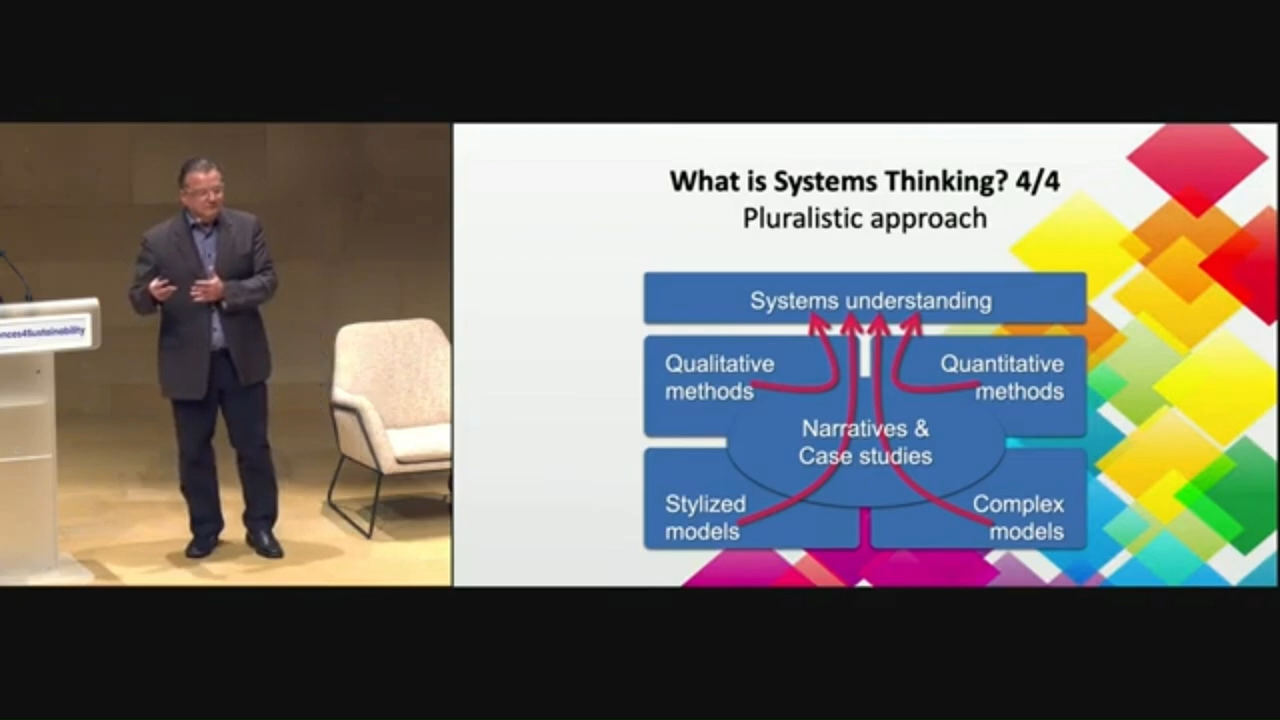 nces4Sustainability
What is Systems Thinking? 4/4
Pluralistic approach
Systems understanding
Qualitative
methods
Quantitative
methods
Narratives &
Case studies
Stylized
models
Complex
models